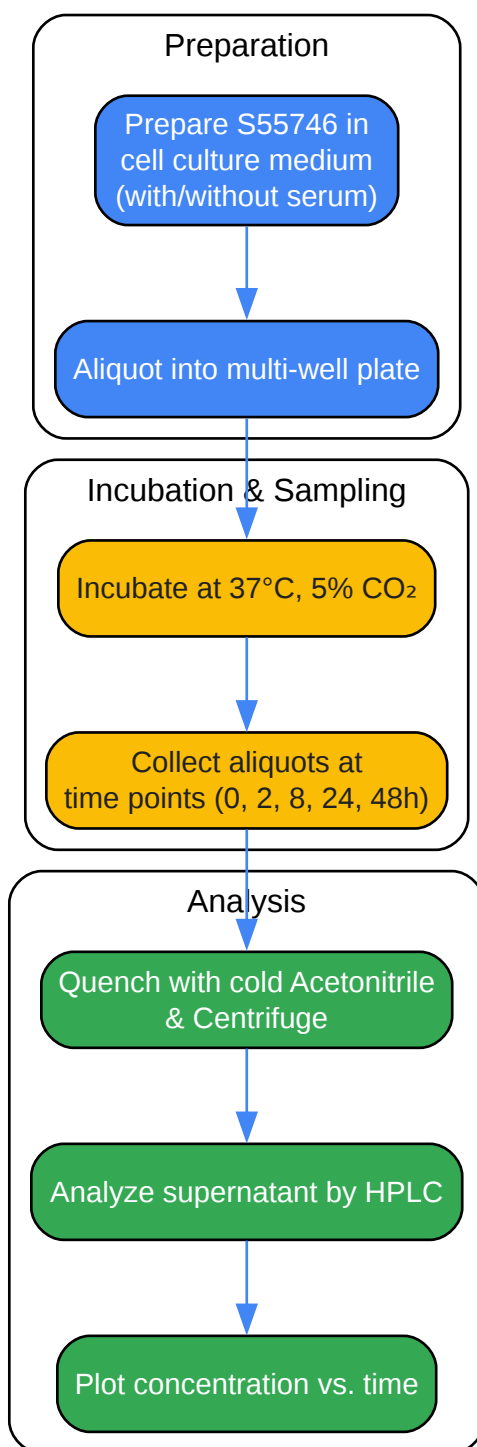 Preparation
Prepare S55746 in
cell culture medium
(with/without serum)
Aliquot into multi-well plate
Incubation & Sampling
Incubate at 37°C, 5% CO₂
Collect aliquots at
time points (0, 2, 8, 24, 48h)
Analysis
Quench with cold Acetonitrile
& Centrifuge
Analyze supernatant by HPLC
Plot concentration vs. time